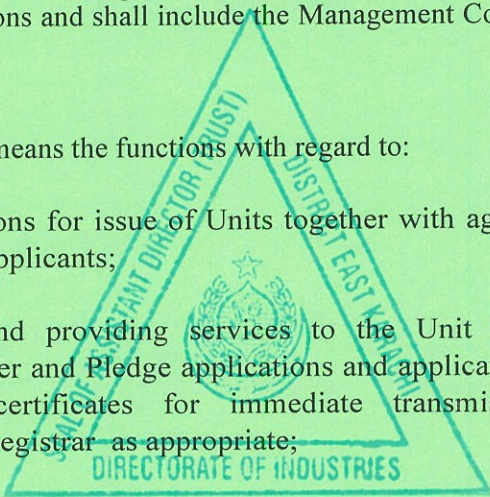 ons and shall include the Management Co
means the functions with regard to:
ons for issue of Units together with ag
pplicants;
nd providing services to the Unit
er and Pledge applications and applica
certificates for immediate transmi
egistrar as appropriate;
SEAL OF ASSISTANT DIRECTOR (TRUST)
DISTRICT EAST KARACHI
DIRECTORATE OF INDUSTRIES